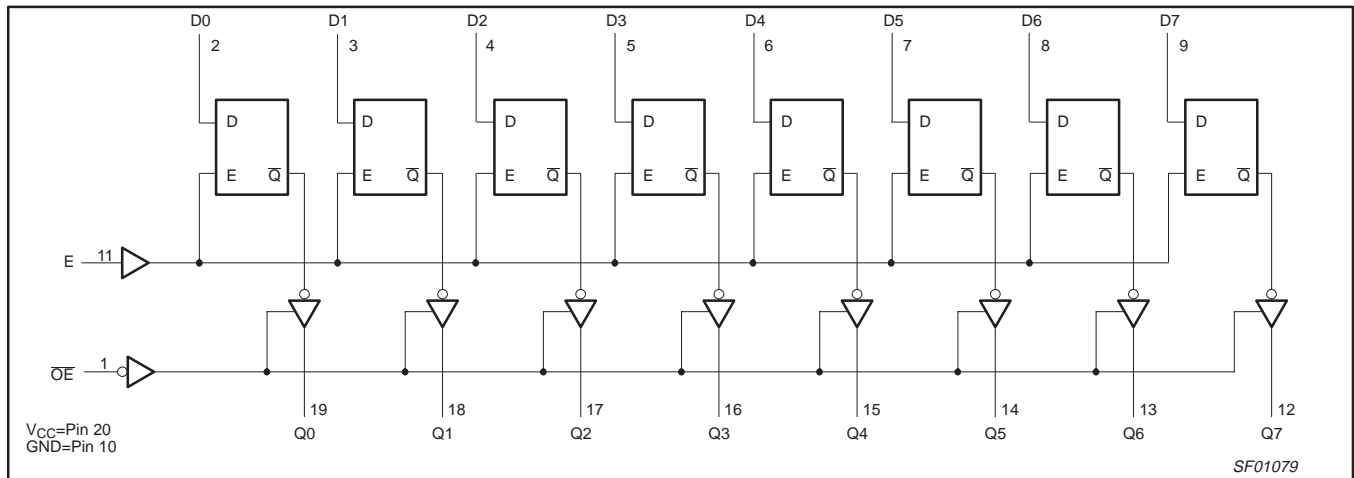 D0 D1 D2 D3 D4 D5 D6 D7
2 3 4 5 6 7 8 9
D D D D D D D D
E Q̅ E Q̅ E Q̅ E Q̅ E Q̅ E Q̅ E Q̅ E Q̅
E 11
O̅E̅ 1
19 18 17 16 15 14 13 12
VCC=Pin 20
GND=Pin 10
Q0 Q1 Q2 Q3 Q4 Q5 Q6 Q7
SF01079